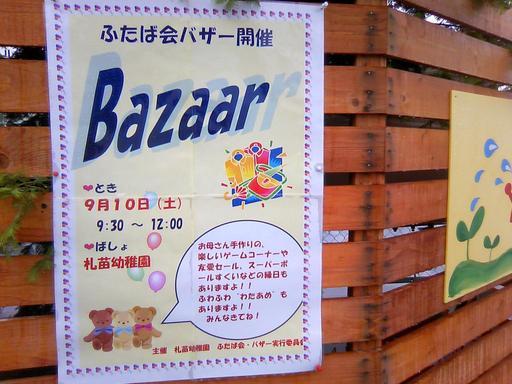 ふたば会バザー開催
Bazaar
❤とき
9月10日(土)
9:30 ～ 12:00
❤ばしょ
札苗幼稚園
お母さん手作りの、
楽しいゲームコーナーや
友愛セール、スーパーボ
ールすくいなどの縁日も
ありますよ！！
ふわふわ“わたあめ”も
ありますよ！！
みんなきてね！
主催 札苗幼稚園 ふたば会・バザー実行委員会